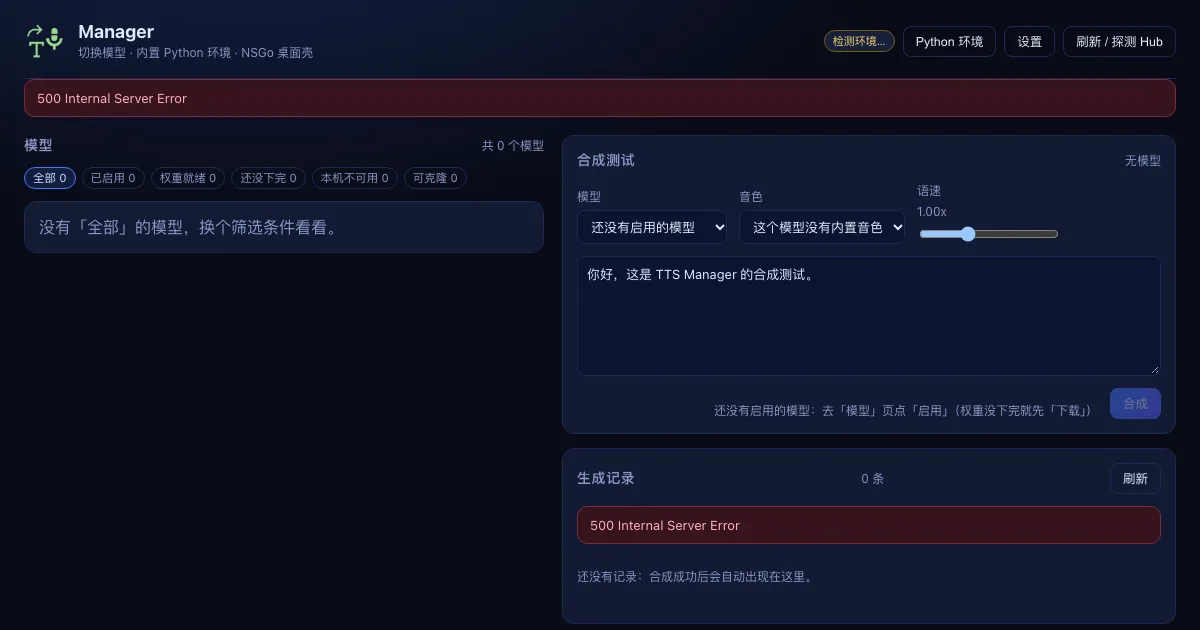 Manager
切换模型 · 内置 Python 环境 · NSGo 桌面壳
检测环境…
Python 环境
设置
刷新 / 探测 Hub
500 Internal Server Error
模型
共 0 个模型
全部 0
已启用 0
权重就绪 0
还没下完 0
本机不可用 0
可克隆 0
没有「全部」的模型，换个筛选条件看看。
合成测试
无模型
模型
音色
语速
1.00x
还没有启用的模型
这个模型没有内置音色
你好，这是 TTS Manager 的合成测试。
还没有启用的模型：去「模型」页点「启用」（权重没下完就先「下载」）
合成
生成记录
0 条
刷新
500 Internal Server Error
还没有记录：合成成功后会自动出现在这里。